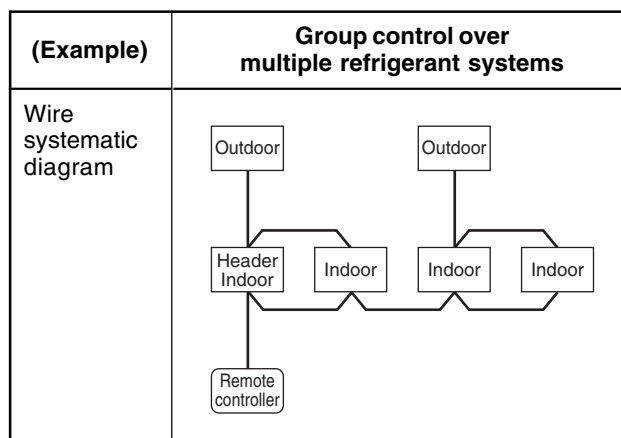 (Example)
Group control over
multiple refrigerant systems
Wire
systematic
diagram
Outdoor
Outdoor
Header
Indoor
Indoor
Indoor
Indoor
Remote
controller